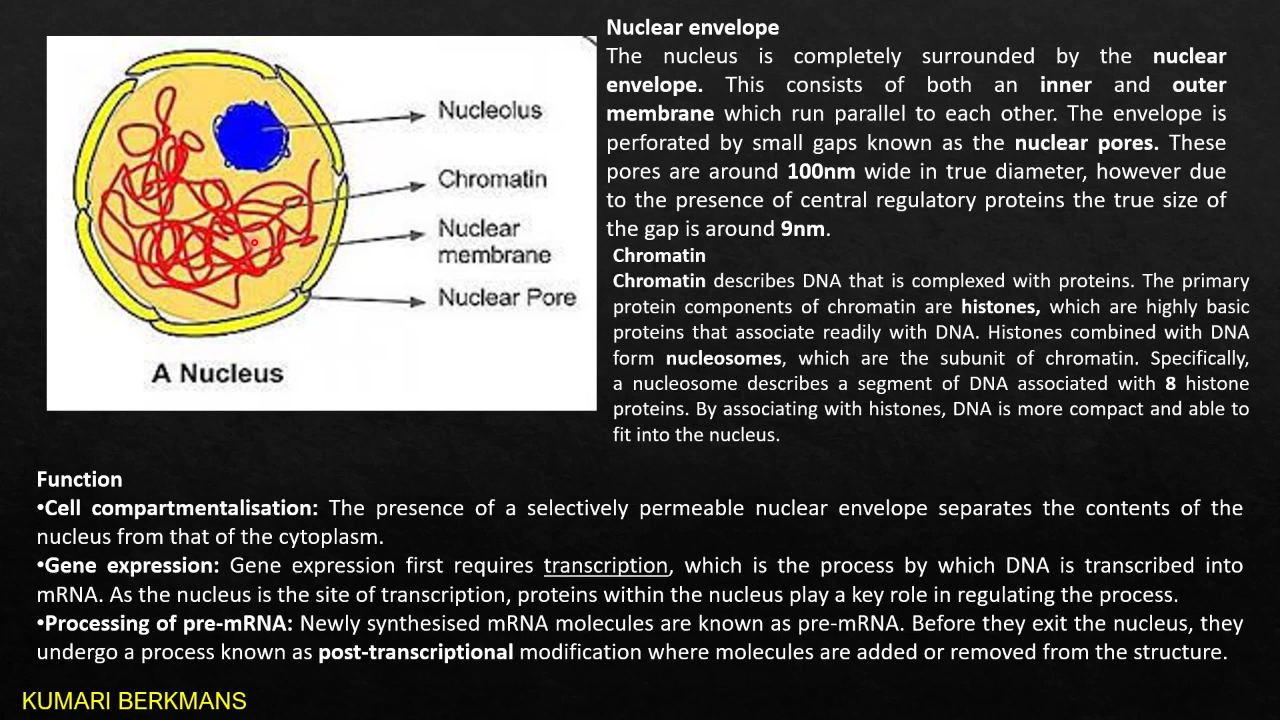 Nucleolus
Chromatin
Nuclear
membrane
Nuclear Pore
A Nucleus
Nuclear envelope
The nucleus is completely surrounded by the nuclear
envelope. This consists of both an inner and outer
membrane which run parallel to each other. The envelope is
perforated by small gaps known as the nuclear pores. These
pores are around 100nm wide in true diameter, however due
to the presence of central regulatory proteins the true size of
the gap is around 9nm.
Chromatin
Chromatin describes DNA that is complexed with proteins. The primary
protein components of chromatin are histones, which are highly basic
proteins that associate readily with DNA. Histones combined with DNA
form nucleosomes, which are the subunit of chromatin. Specifically,
a nucleosome describes a segment of DNA associated with 8 histone
proteins. By associating with histones, DNA is more compact and able to
fit into the nucleus.
Function
•Cell compartmentalisation: The presence of a selectively permeable nuclear envelope separates the contents of the
nucleus from that of the cytoplasm.
•Gene expression: Gene expression first requires transcription, which is the process by which DNA is transcribed into
mRNA. As the nucleus is the site of transcription, proteins within the nucleus play a key role in regulating the process.
•Processing of pre-mRNA: Newly synthesised mRNA molecules are known as pre-mRNA. Before they exit the nucleus, they
undergo a process known as post-transcriptional modification where molecules are added or removed from the structure.
KUMARI BERKMANS